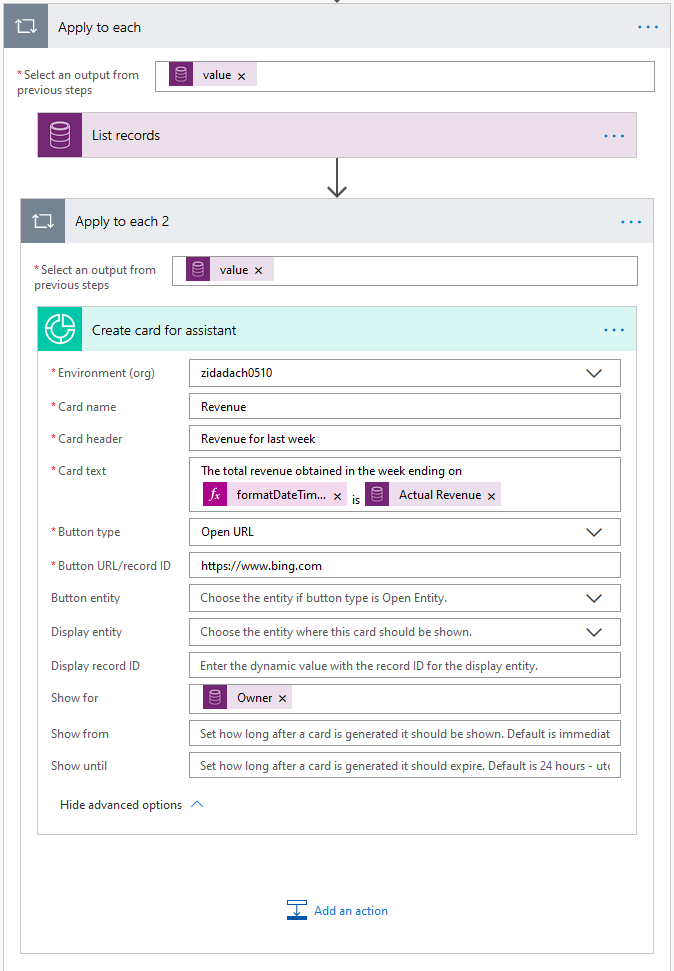 Apply to each
* Select an output from
previous steps
value ×
List records
Apply to each 2
* Select an output from
previous steps
value ×
Create card for assistant
* Environment (org)
zidadach0510
* Card name
Revenue
* Card header
Revenue for last week
* Card text
The total revenue obtained in the week ending on
fx formatDateTim... × is Actual Revenue ×
* Button type
Open URL
* Button URL/record ID
https://www.bing.com
Button entity
Choose the entity if button type is Open Entity.
Display entity
Choose the entity where this card should be shown.
Display record ID
Enter the dynamic value with the record ID for the display entity.
Show for
Owner ×
Show from
Set how long after a card is generated it should be shown. Default is immediat
Show until
Set how long after a card is generated it should expire. Default is 24 hours - utc
Hide advanced options
Add an action